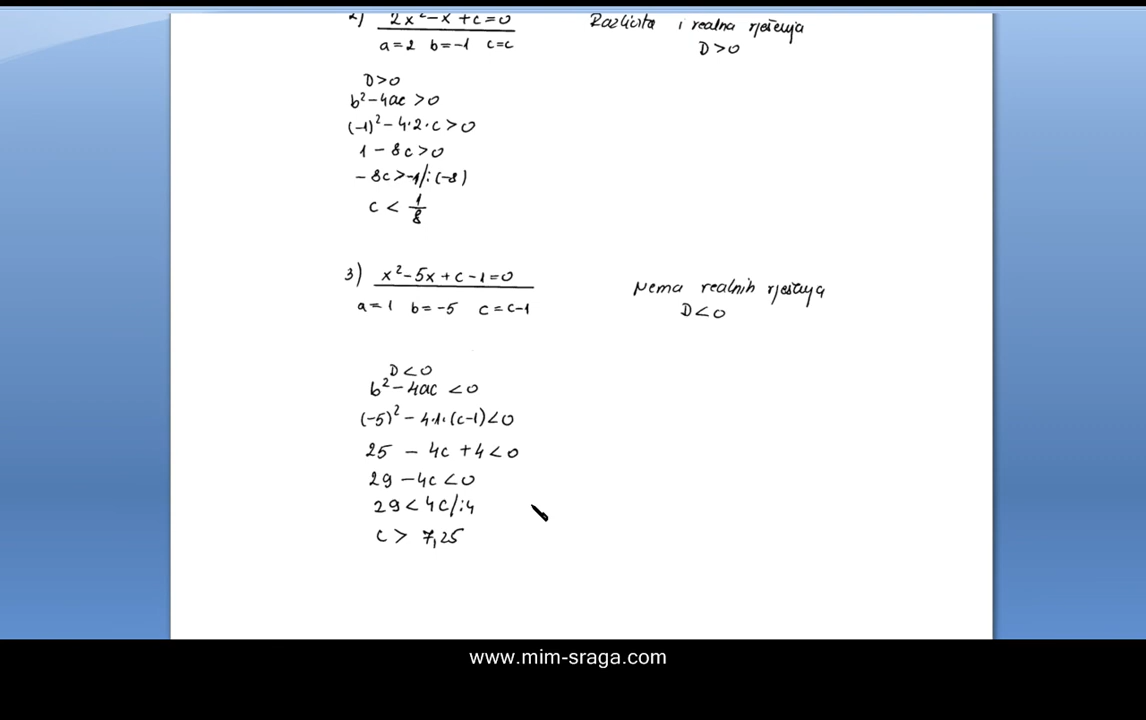 2) 2x²-x+c=0 Različita i realna rješenja
a=2 b=-1 c=c D>0
D>0
b²-4ac>0
(-1)²-4·2·c>0
1-8c>0
-8c>-1/:(-8)
c < 1/8
3) x²-5x+c-1=0 Nema realnih rješenja
a=1 b=-5 c=c-1 D<0
D<0
b²-4ac<0
(-5)²-4·1·(c-1)<0
25-4c+4<0
29-4c<0
29<4c/:4
c>7,25
www.mim-sraga.com